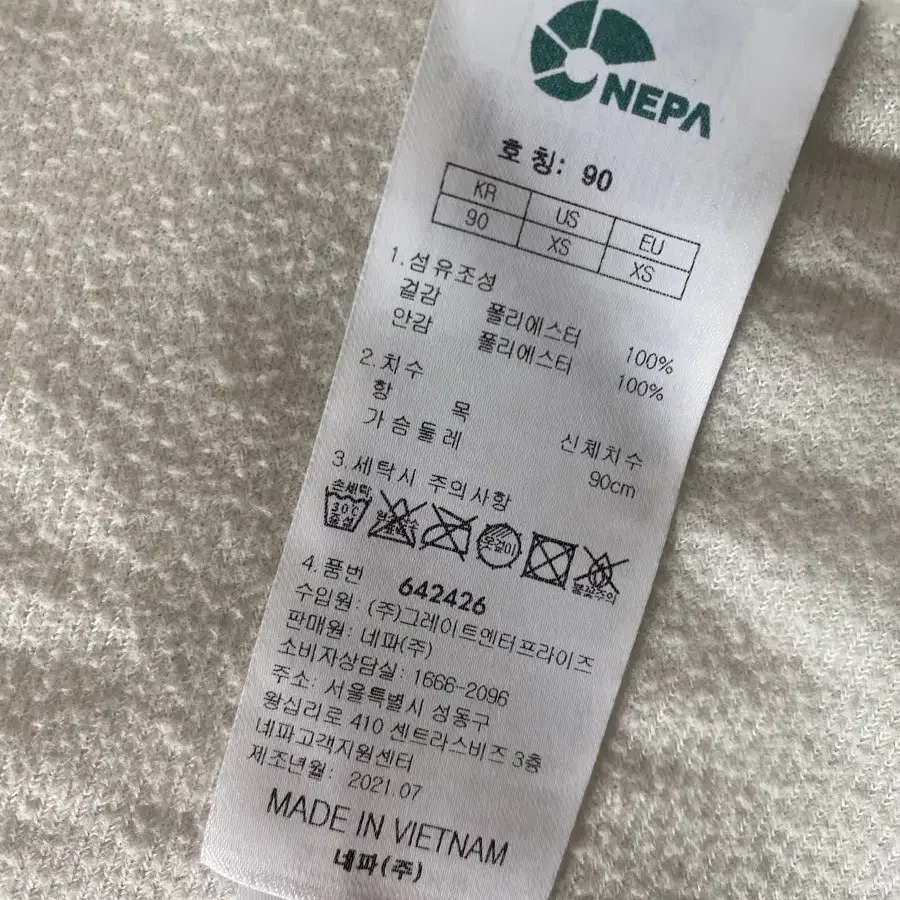 NEPA
호 칭: 90
KR US EU
90 XS XS
1.섬유조성
겉감 폴리에스터 100%
안감 폴리에스터 100%
2.치수
항 목 신체치수
가슴둘레 90cm
3.세탁시 주의사항
손세탁
30℃
중성
옷걸이
불꽃주의
4.품번 642426
수입원: (주)그레이트엔터프라이즈
판매원: 네파(주)
소비자상담실: 1666-2096
주소: 서울특별시 성동구
왕십리로 410 센트라스비즈 3층
네파고객지원센터
제조년월: 2021.07
MADE IN VIETNAM
네파(주)